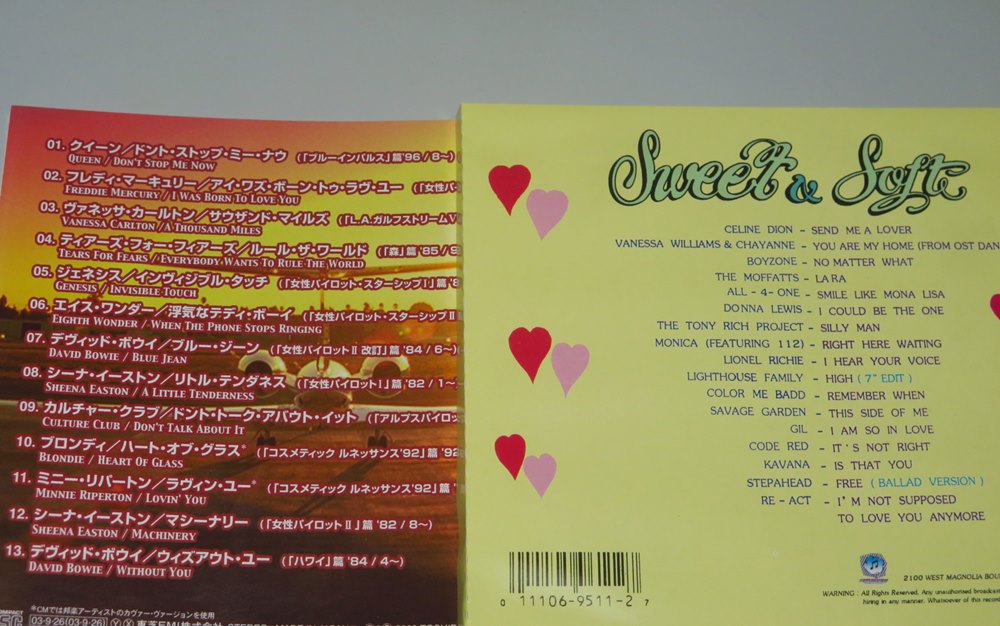 01. クイーン／ドント・ストップ・ミー・ナウ (「ブルーインパルス」篇'96 / 8～)
QUEEN / DON'T STOP ME NOW
02. フレディ・マーキュリー／アイ・ワズ・ボーン・トゥ・ラヴ・ユー (「女性パー
FREDDIE MERCURY / I WAS BORN TO LOVE YOU
03. ヴァネッサ・カールトン／サウザンド・マイルズ (「L.A.ガルフストリームV
VANESSA CARLTON / A THOUSAND MILES
04. ティアーズ・フォー・フィアーズ／ルール・ザ・ワールド (「森」篇'85 / 9
TEARS FOR FEARS / EVERYBODY WANTS TO RULE THE WORLD
05. ジェネシス／インヴィジブル・タッチ (「女性パイロット・スターシップI」篇'8
GENESIS / INVISIBLE TOUCH
06. エイス・ワンダー／浮気なテディ・ボーイ (「女性パイロット・スターシップII
EIGHTH WONDER / WHEN THE PHONE STOPS RINGING
07. デヴィッド・ボウイ／ブルー・ジーン (「女性パイロットII 改訂」篇 '84 / 6～)
DAVID BOWIE / BLUE JEAN
08. シーナ・イーストン／リトル・テンダネス (「女性パイロットI」篇 '82 / 1～
SHEENA EASTON / A LITTLE TENDERNESS
09. カルチャー・クラブ／ドント・トーク・アバウト・イット (「アルプスパイロ
CULTURE CLUB / DON'T TALK ABOUT IT
10. ブロンディ／ハート・オブ・グラス* (「コスメティック ルネッサンス'92」篇 '92
BLONDIE / HEART OF GLASS
11. ミニー・リパートン／ラヴィン・ユー* (「コスメティック ルネッサンス'92」篇 '9
MINNIE RIPERTON / LOVIN' YOU
12. シーナ・イーストン／マシーナリー (「女性パイロットII」篇 '82 / 8～)
SHEENA EASTON / MACHINERY
13. デヴィッド・ボウイ／ウィズアウト・ユー (「ハワイ」篇 '84 / 4～)
DAVID BOWIE / WITHOUT YOU
*CMでは邦楽アーティストのカヴァー・ヴァージョンを使用
03-9-26(03-9-26) Ⓨ Ⓧ 東芝EMI株式会社 STEREO
Sweet & Soft
CELINE DION - SEND ME A LOVER
VANESSA WILLIAMS & CHAYANNE - YOU ARE MY HOME (FROM OST DAN
BOYZONE - NO MATTER WHAT
THE MOFFATTS - LA RA
ALL - 4 - ONE - SMILE LIKE MONA LISA
DONNA LEWIS - I COULD BE THE ONE
THE TONY RICH PROJECT - SILLY MAN
MONICA (FEATURING 112) - RIGHT HERE WAITING
LIONEL RICHIE - I HEAR YOUR VOICE
LIGHTHOUSE FAMILY - HIGH ( 7" EDIT )
COLOR ME BADD - REMEMBER WHEN
SAVAGE GARDEN - THIS SIDE OF ME
GIL - I AM SO IN LOVE
CODE RED - IT'S NOT RIGHT
KAVANA - IS THAT YOU
STEPAHEAD - FREE ( BALLAD VERSION )
RE - ACT - I'M NOT SUPPOSED
TO LOVE YOU ANYMORE
0 11106-9511-2 7
2100 WEST MAGNOLIA BOU
WARNING : All Rights Reserved. Any unauthorised broadcast
hiring in any manner. Whatsoever of this record